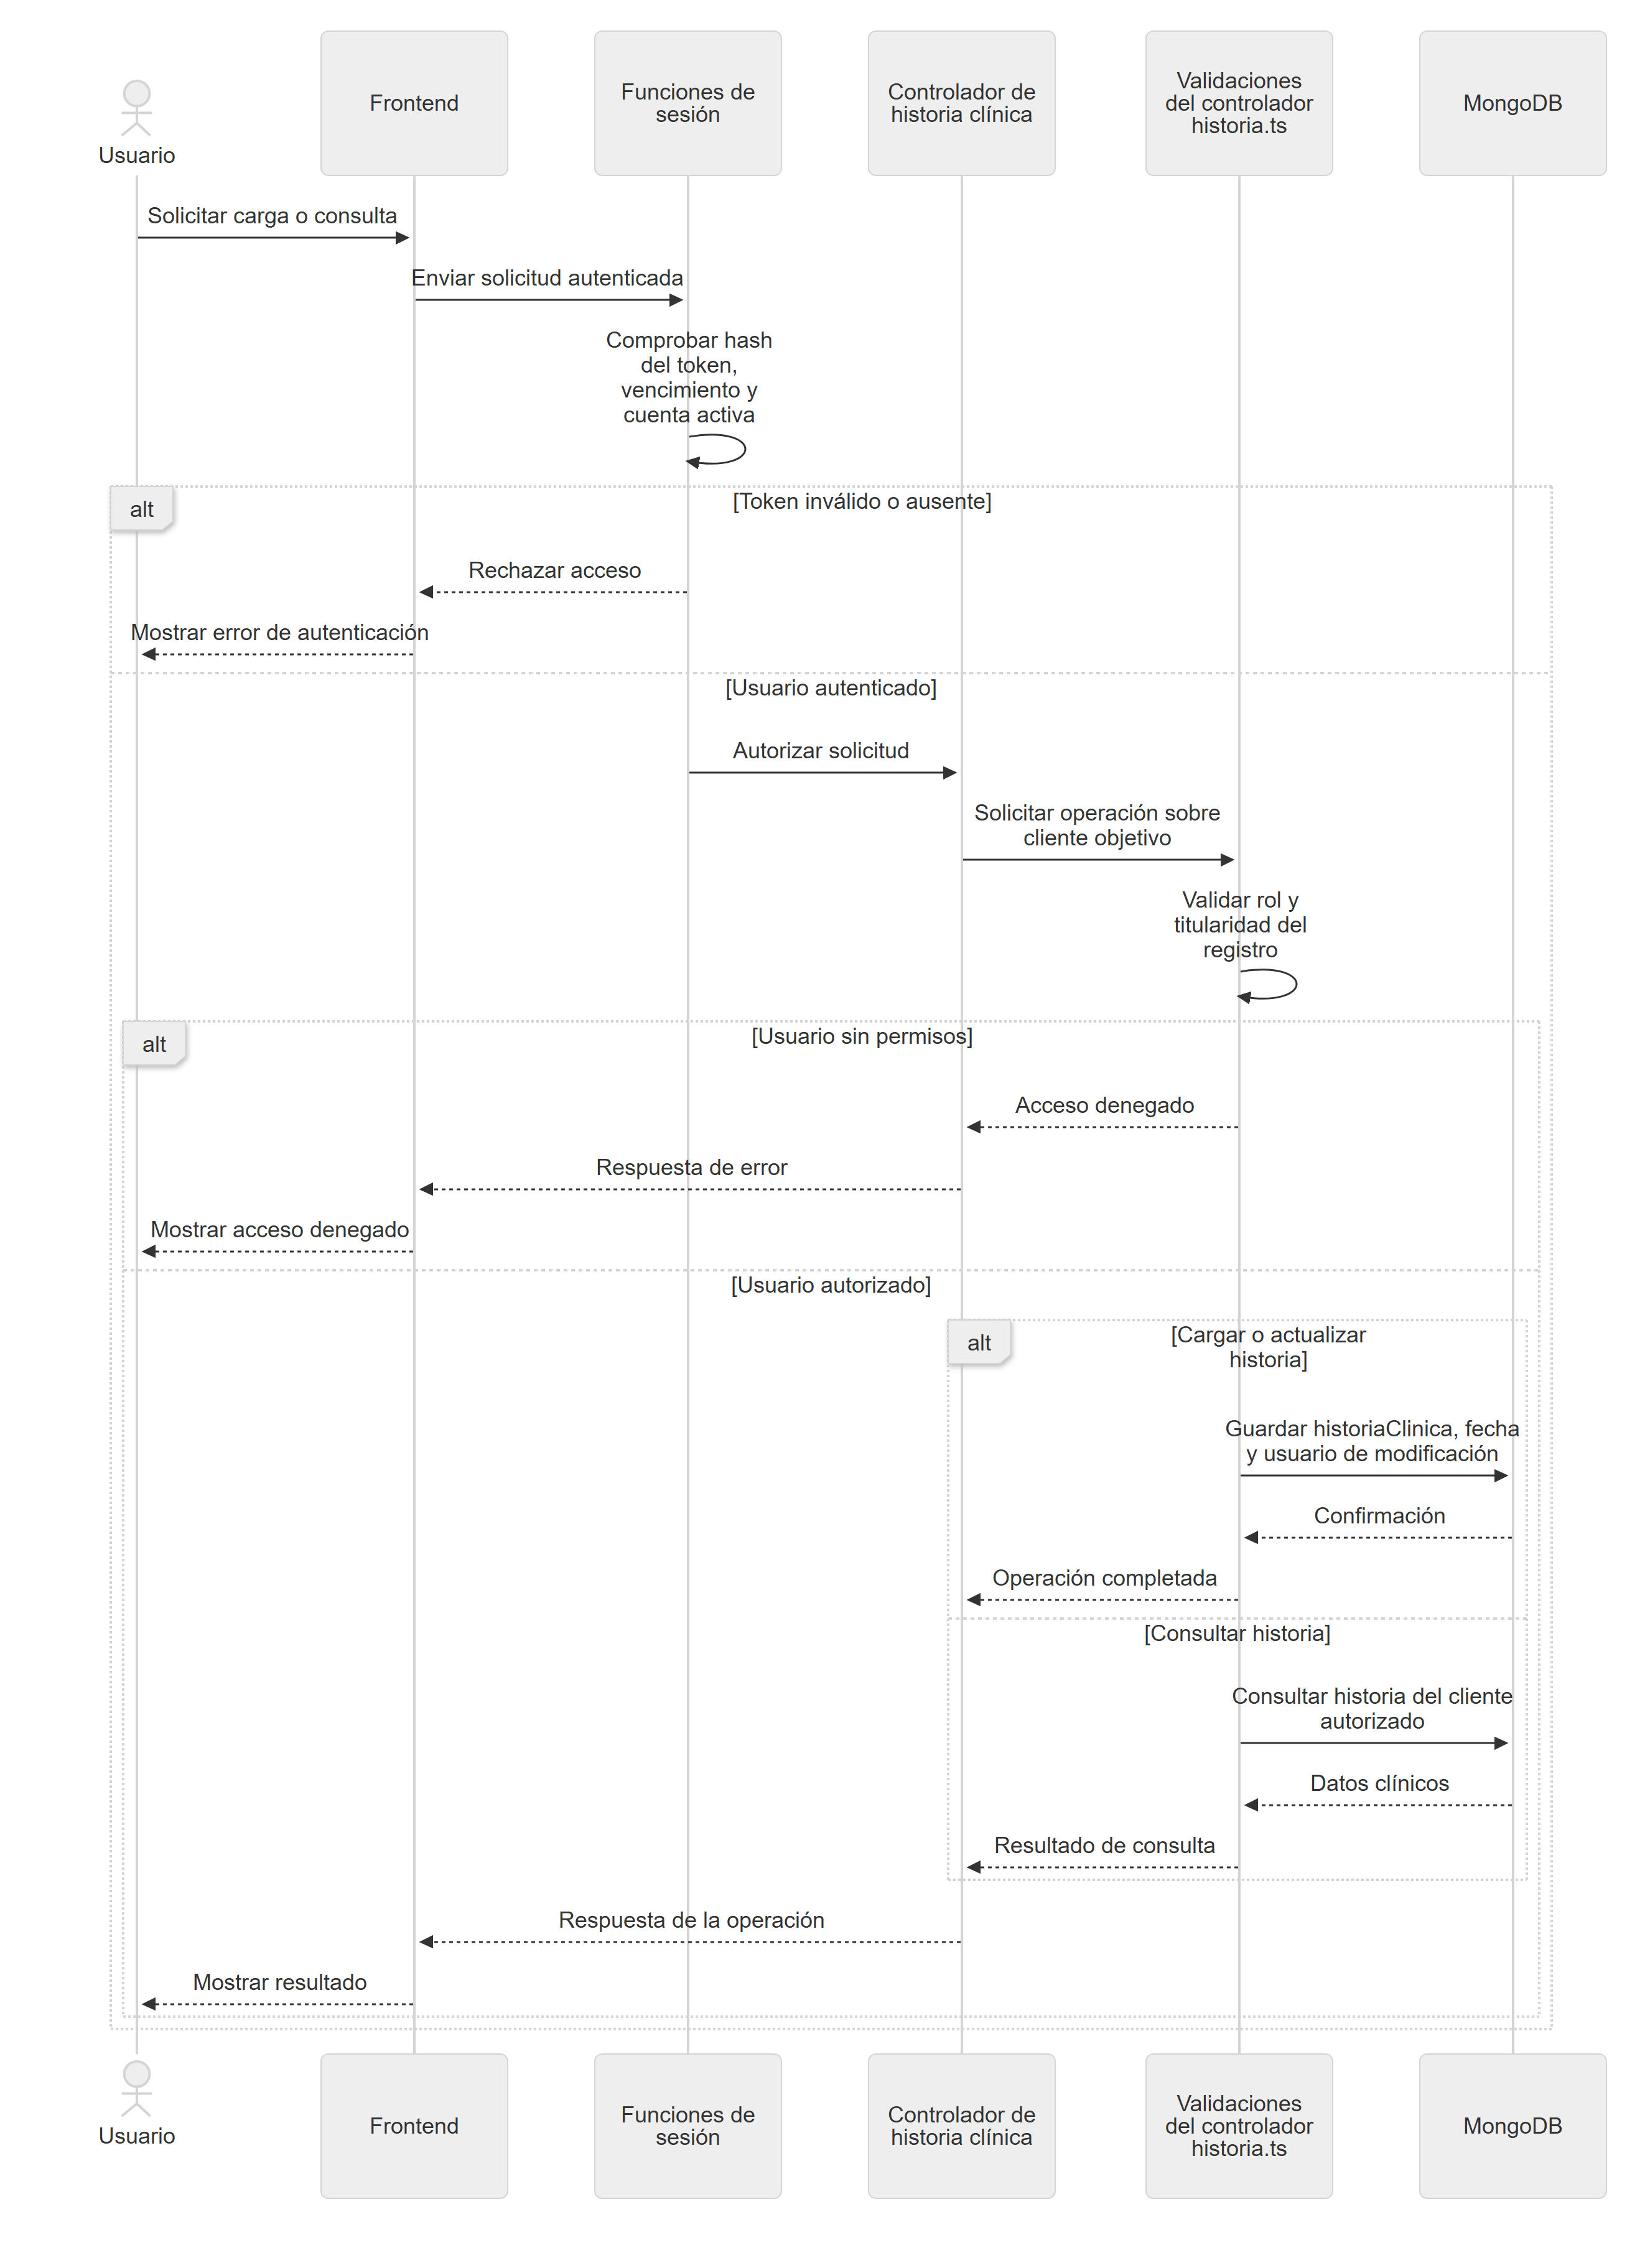 Usuario
Frontend
Funciones de
sesión
Controlador de
historia clínica
Validaciones
del controlador
historia.ts
MongoDB
Solicitar carga o consulta
Enviar solicitud autenticada
Comprobar hash
del token,
vencimiento y
cuenta activa
alt
[Token inválido o ausente]
Rechazar acceso
Mostrar error de autenticación
[Usuario autenticado]
Autorizar solicitud
Solicitar operación sobre
cliente objetivo
Validar rol y
titularidad del
registro
alt
[Usuario sin permisos]
Acceso denegado
Respuesta de error
Mostrar acceso denegado
[Usuario autorizado]
alt
[Cargar o actualizar
historia]
Guardar historiaClinica, fecha
y usuario de modificación
Confirmación
Operación completada
[Consultar historia]
Consultar historia del cliente
autorizado
Datos clínicos
Resultado de consulta
Respuesta de la operación
Mostrar resultado
Usuario
Frontend
Funciones de
sesión
Controlador de
historia clínica
Validaciones
del controlador
historia.ts
MongoDB